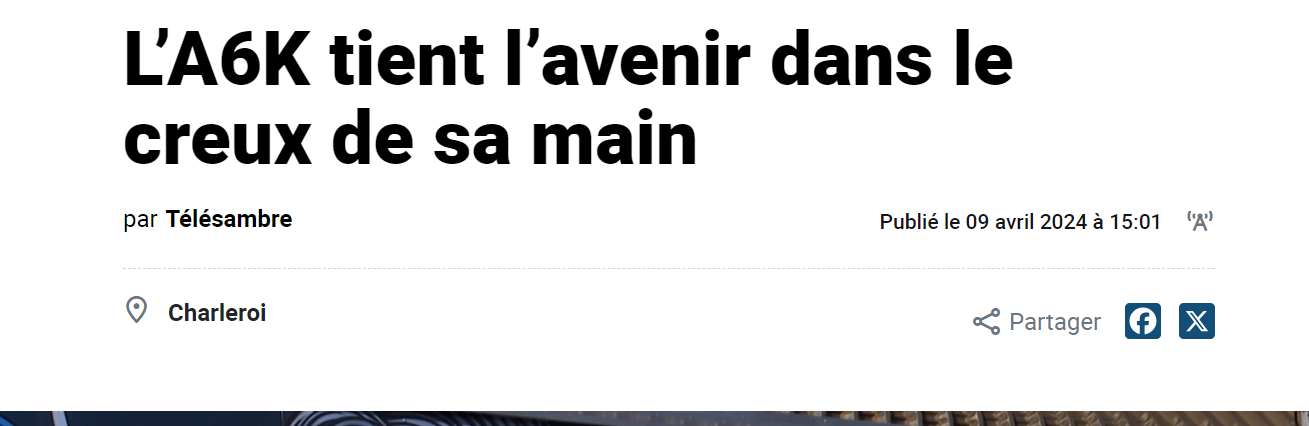 L’A6K tient l’avenir dans le
creux de sa main
par Télésambre
Publié le 09 avril 2024 à 15:01
Charleroi
Partager